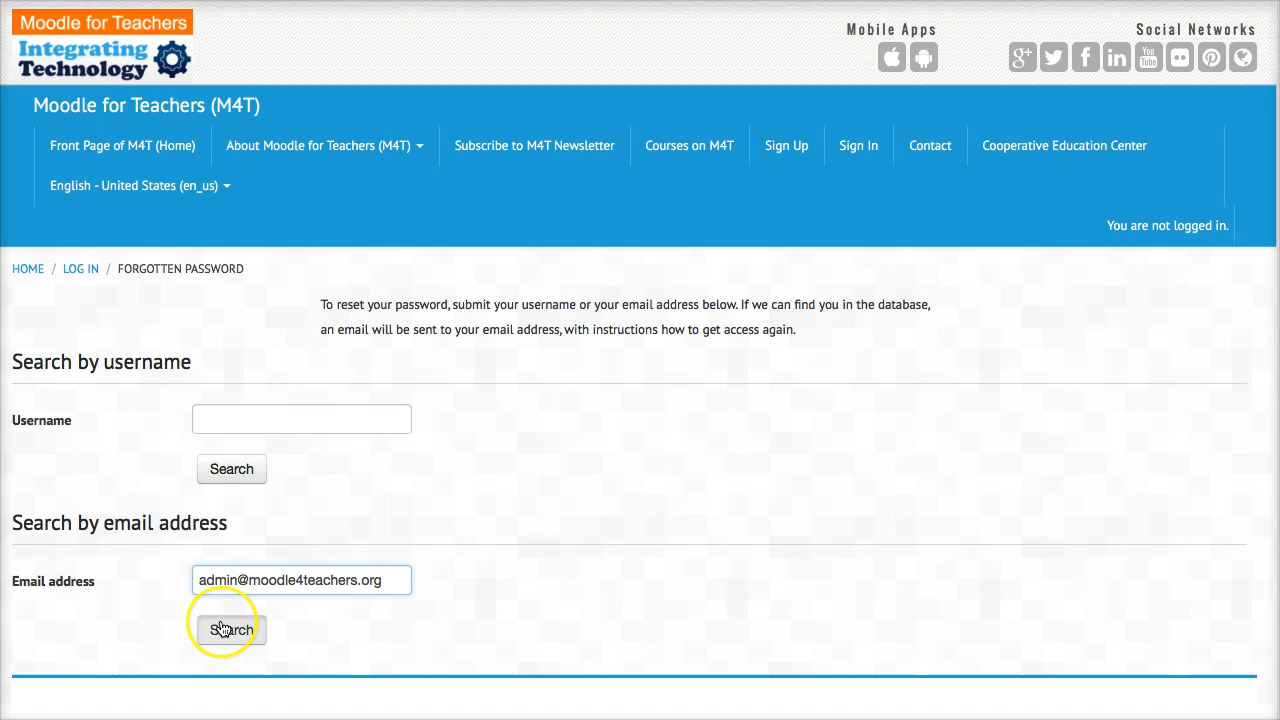 Moodle for Teachers
Integrating
Technology
Mobile Apps
Social Networks
g+
f
in
You
Tube
Moodle for Teachers (M4T)
Front Page of M4T (Home)
About Moodle for Teachers (M4T)
Subscribe to M4T Newsletter
Courses on M4T
Sign Up
Sign In
Contact
Cooperative Education Center
English - United States (en_us)
You are not logged in.
HOME / LOG IN / FORGOTTEN PASSWORD
To reset your password, submit your username or your email address below. If we can find you in the database,
an email will be sent to your email address, with instructions how to get access again.
Search by username
Username
Search
Search by email address
Email address
admin@moodle4teachers.org
Search